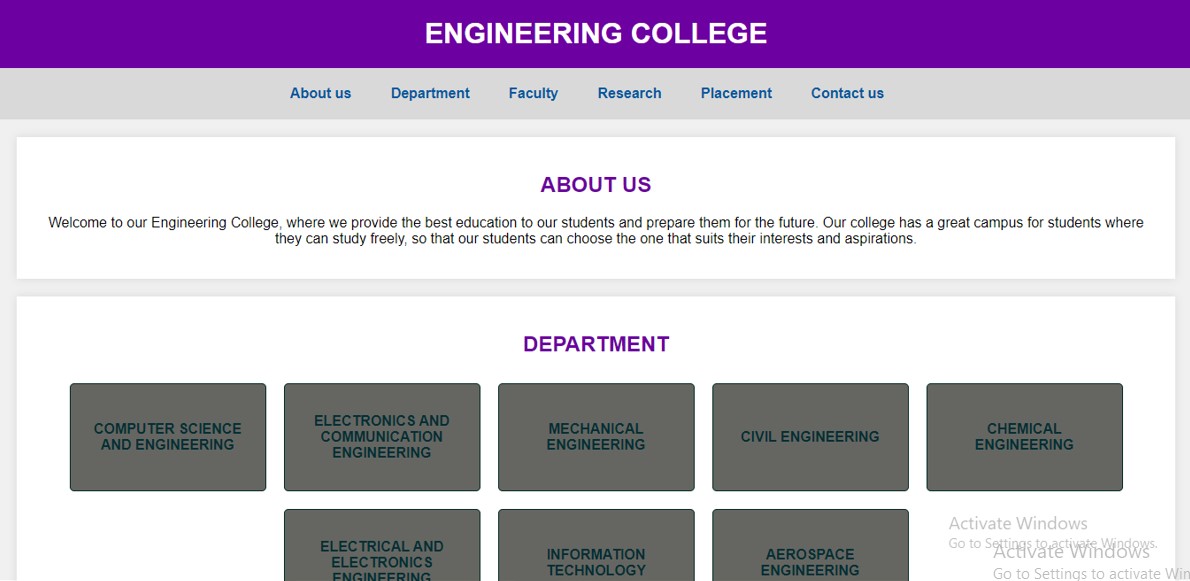 ENGINEERING COLLEGE
About us Department Faculty Research Placement Contact us
ABOUT US
Welcome to our Engineering College, where we provide the best education to our students and prepare them for the future. Our college has a great campus for students where
they can study freely, so that our students can choose the one that suits their interests and aspirations.
DEPARTMENT
COMPUTER SCIENCE
AND ENGINEERING
ELECTRONICS AND
COMMUNICATION
ENGINEERING
MECHANICAL
ENGINEERING
CIVIL ENGINEERING
CHEMICAL
ENGINEERING
ELECTRICAL AND
ELECTRONICS
ENGINEERING
INFORMATION
TECHNOLOGY
AEROSPACE
ENGINEERING
Activate Windows
Go to Settings to activate Windows.
Activate Windows
Go to Settings to activate Win